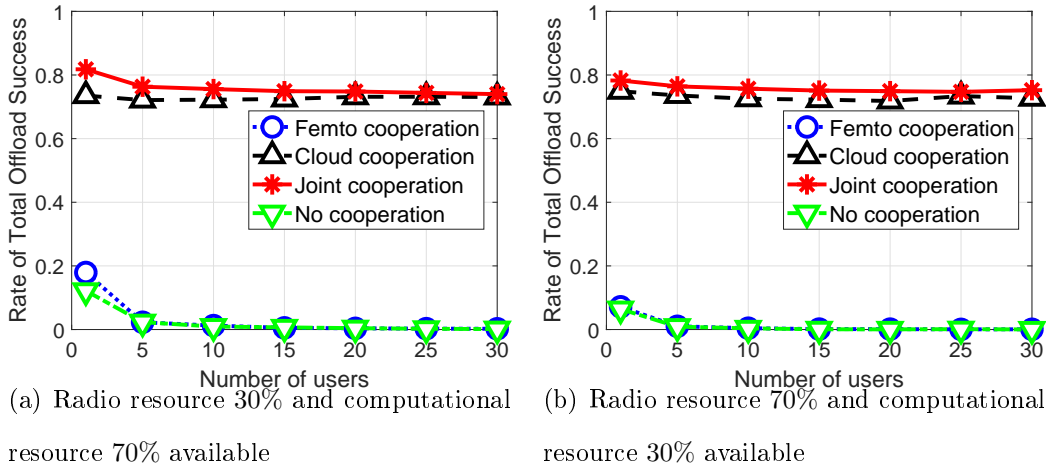 1
0.8
0.6
0.4
0.2
0
Rate of Total Offload Success
Femto cooperation
Cloud cooperation
Joint cooperation
No cooperation
0 5 10 15 20 25 30
Number of users
(a) Radio resource 30% and computational
resource 70% available
1
0.8
0.6
0.4
0.2
0
Rate of Total Offload Success
Femto cooperation
Cloud cooperation
Joint cooperation
No cooperation
0 5 10 15 20 25 30
Number of users
(b) Radio resource 70% and computational
resource 30% available